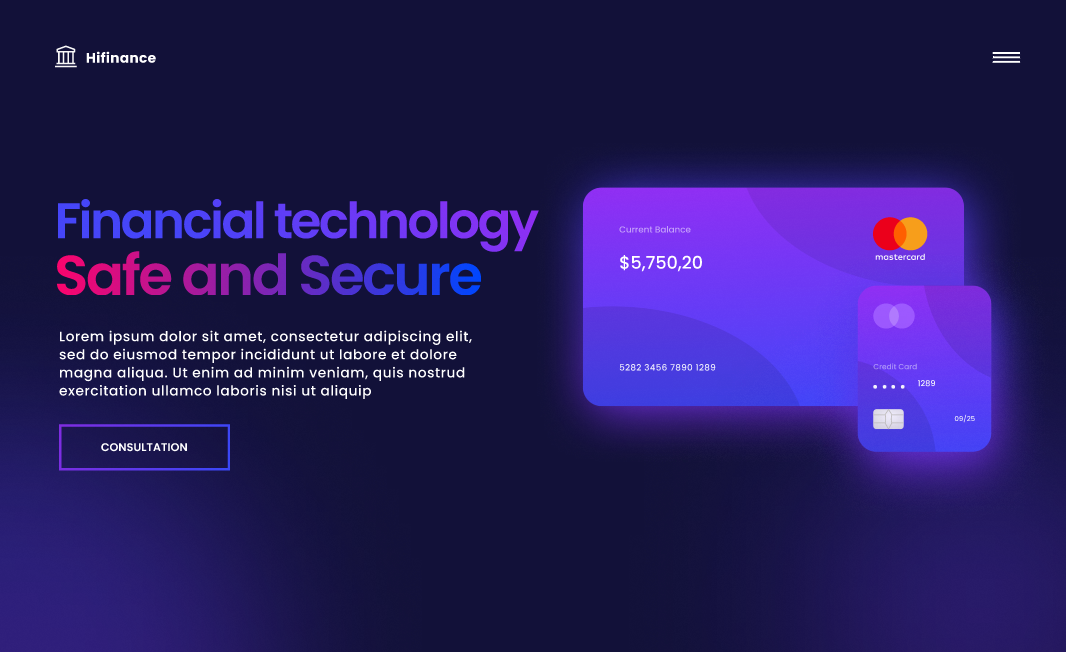 Hifinance
Financial technology
Safe and Secure
Lorem ipsum dolor sit amet, consectetur adipiscing elit,
sed do eiusmod tempor incididunt ut labore et dolore
magna aliqua. Ut enim ad minim veniam, quis nostrud
exercitation ullamco laboris nisi ut aliquip
CONSULTATION
Current Balance
$5,750,20
mastercard
5282 3456 7890 1289
Credit Card
•••• 1289
09/25